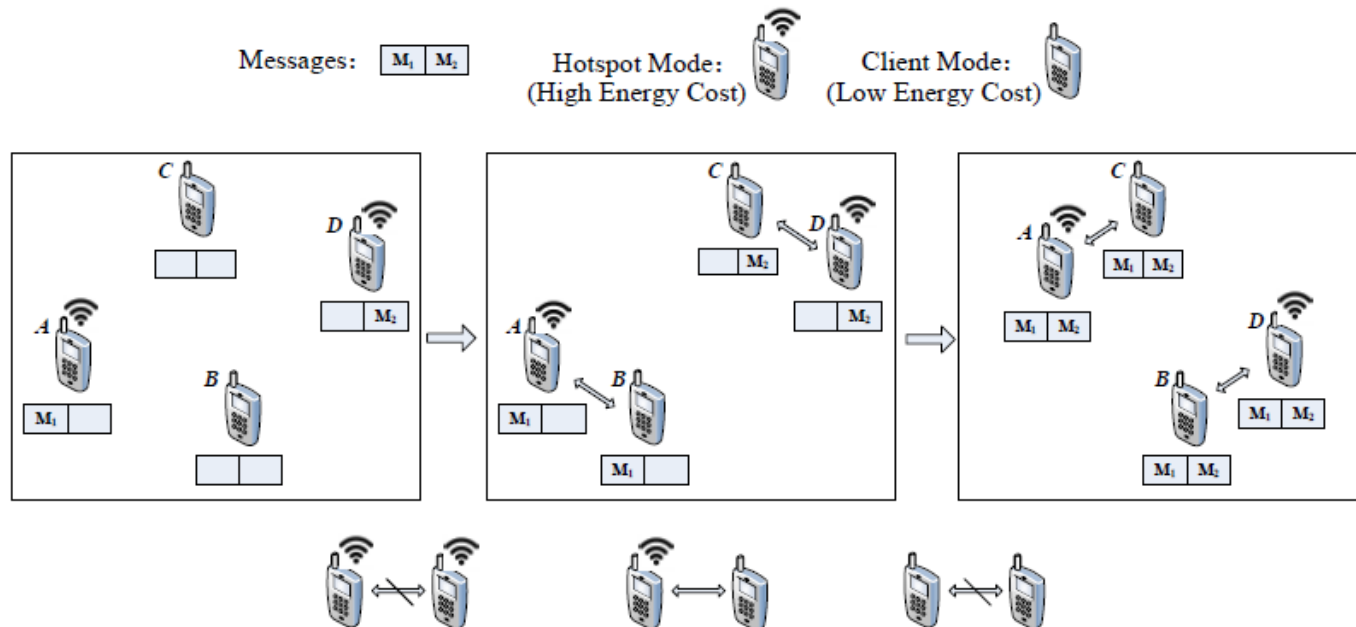 Messages: M₁ M₂
Hotspot Mode:
(High Energy Cost)
Client Mode:
(Low Energy Cost)
C
D
M₂
A
M₁
B
C
D
M₂
M₂
A
B
M₁
M₁
C
A
M₁ M₂
M₁ M₂
D
B
M₁ M₂
M₁ M₂